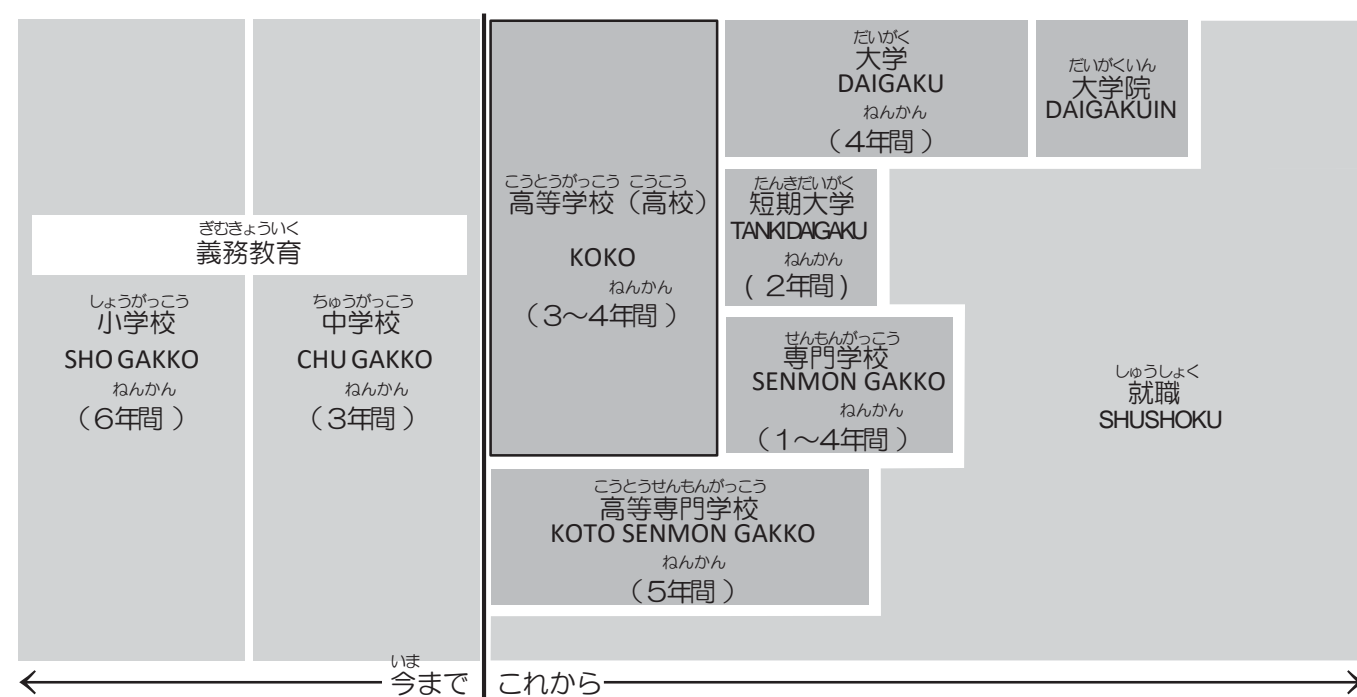 ぎむきょういく
義務教育
しょうがっこう
小学校
SHO GAKKO
ねんかん
(6年間)
ちゅうがっこう
中学校
CHU GAKKO
ねんかん
(3年間)
こうとうがっこう こうこう
高等学校(高校)
KOKO
ねんかん
(3~4年間)
だいがく
大学
DAIGAKU
ねんかん
(4年間)
だいがくいん
大学院
DAIGAKUIN
たんきだいがく
短期大学
TANKI DAIGAKU
ねんかん
(2年間)
せんもんがっこう
専門学校
SENMON GAKKO
ねんかん
(1~4年間)
こうとうせんもんがっこう
高等専門学校
KOTO SENMON GAKKO
ねんかん
(5年間)
しゅうしょく
就職
SHUSHOKU
いま
今まで
これから